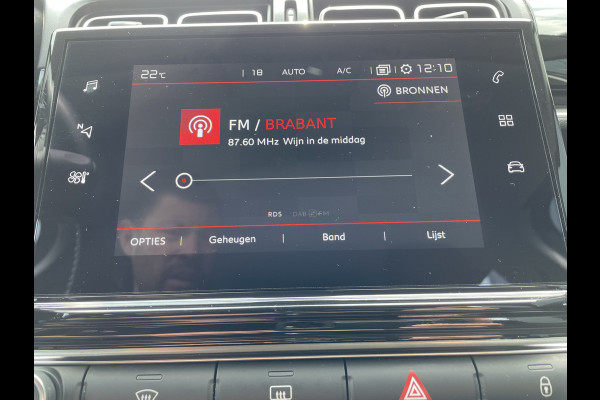 22°C | 18 AUTO A/C | | 12:10
BRONNEN
N
FM / BRABANT
87.60 MHz Wijn in de middag
RDS DAB
OPTIES | Geheugen | Band | Lijst